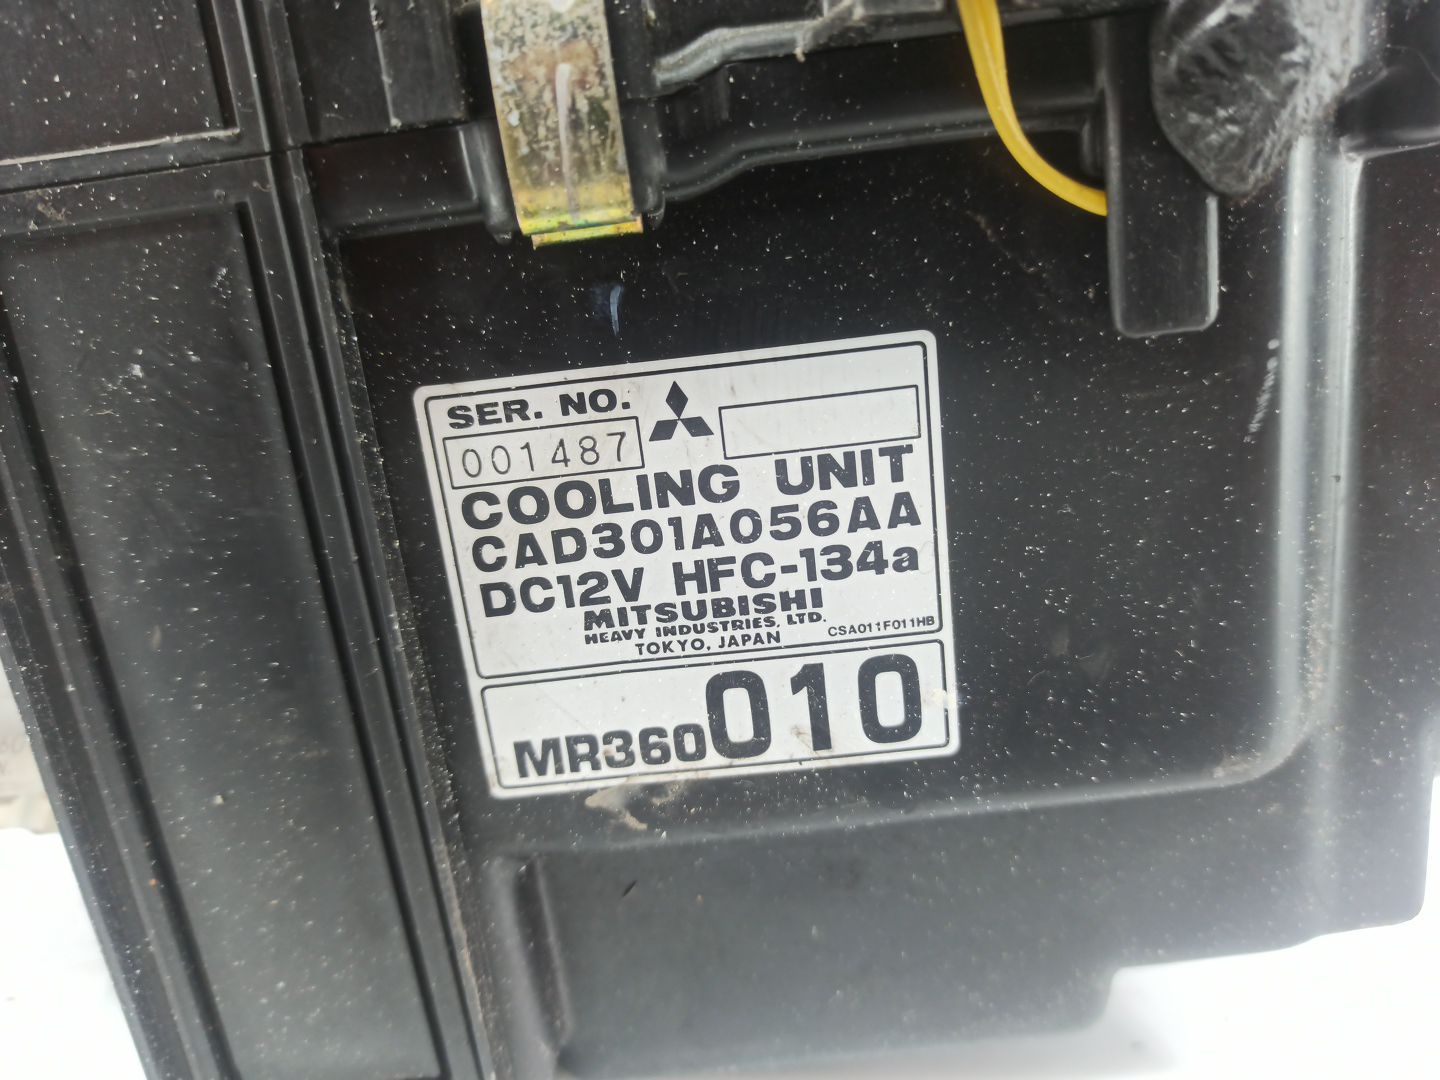 SER. NO.
001487
COOLING UNIT
CAD301A056AA
DC12V HFC-134a
MITSUBISHI
HEAVY INDUSTRIES, LTD.
TOKYO, JAPAN
CSA011F011HB
MR360010